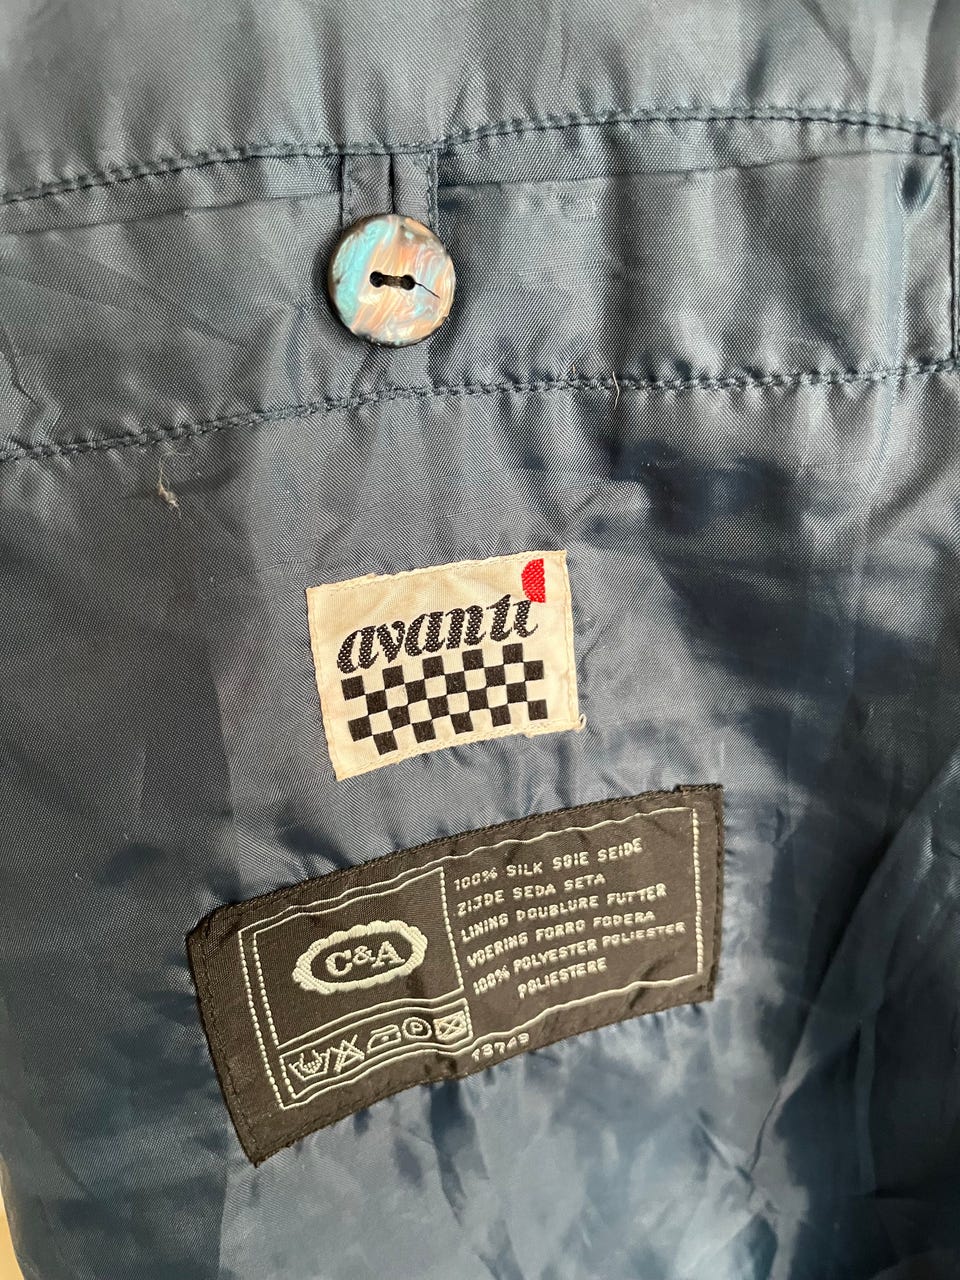 avanti
C&A
100% SILK SOIE SEIDE
ZIJDE SEDA SETA
LINING DOUBLURE FUTTER
VOERING FORRO FODERA
100% POLYESTER POLIESTER
POLIESTERE
P
13749